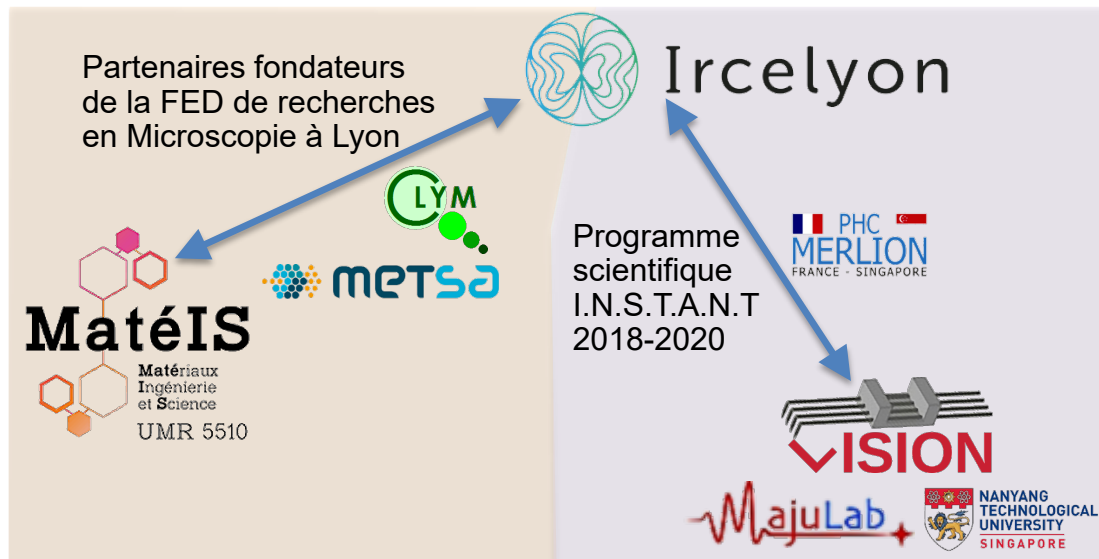 Partenaires fondateurs
de la FED de recherches
en Microscopie à Lyon
Ircelyon
CLYM
METSA
MatéIS
Matériaux
Ingénierie
et Science
UMR 5510
Programme
scientifique
I.N.S.T.A.N.T
2018-2020
PHC
MERLION
FRANCE - SINGAPORE
VISION
MajuLab
NANYANG
TECHNOLOGICAL
UNIVERSITY
SINGAPORE